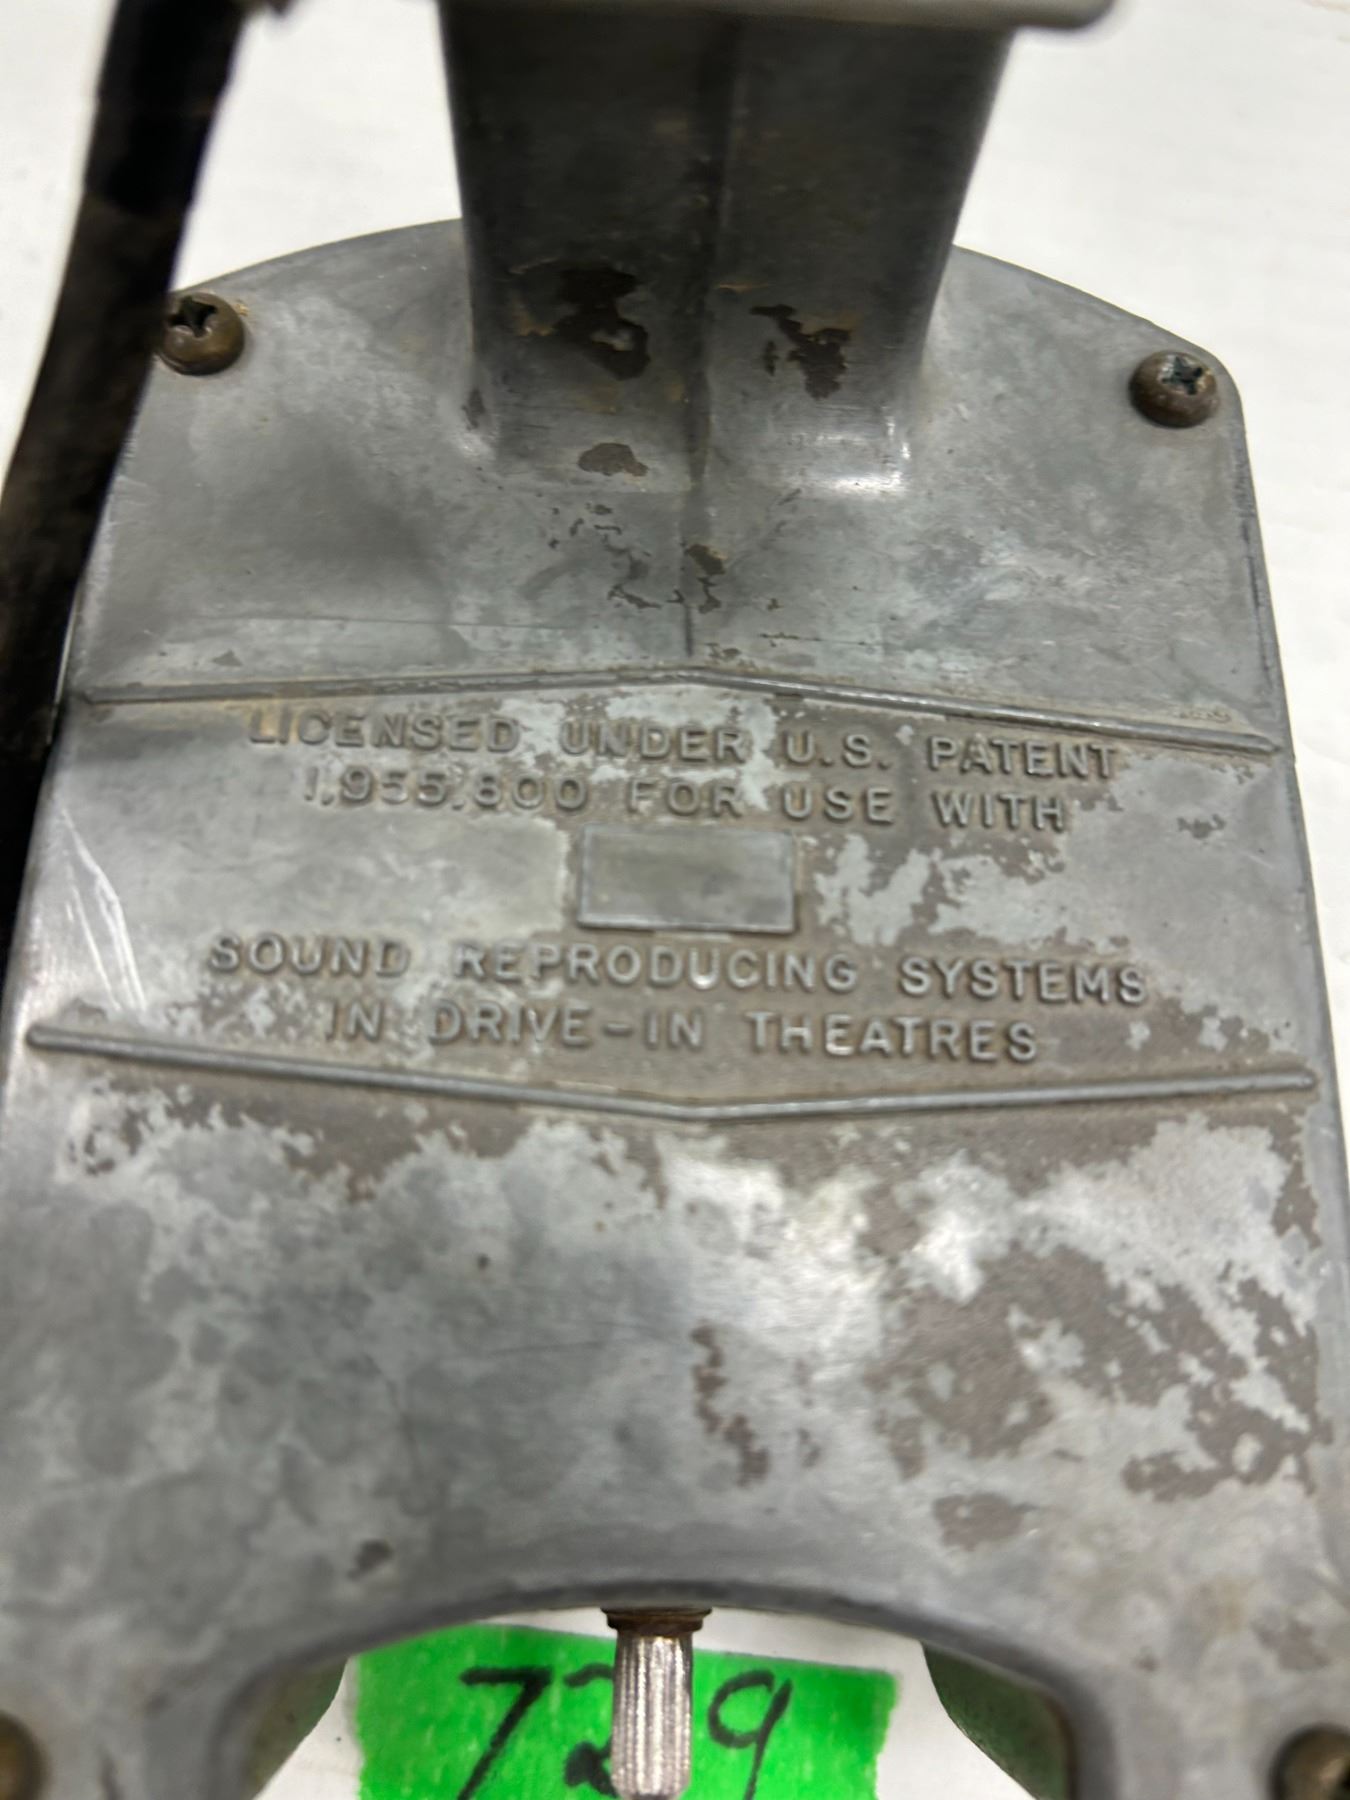 LICENSED UNDER U.S. PATENT
1,955,800 FOR USE WITH
SOUND REPRODUCING SYSTEMS
IN DRIVE-IN THEATRES
729